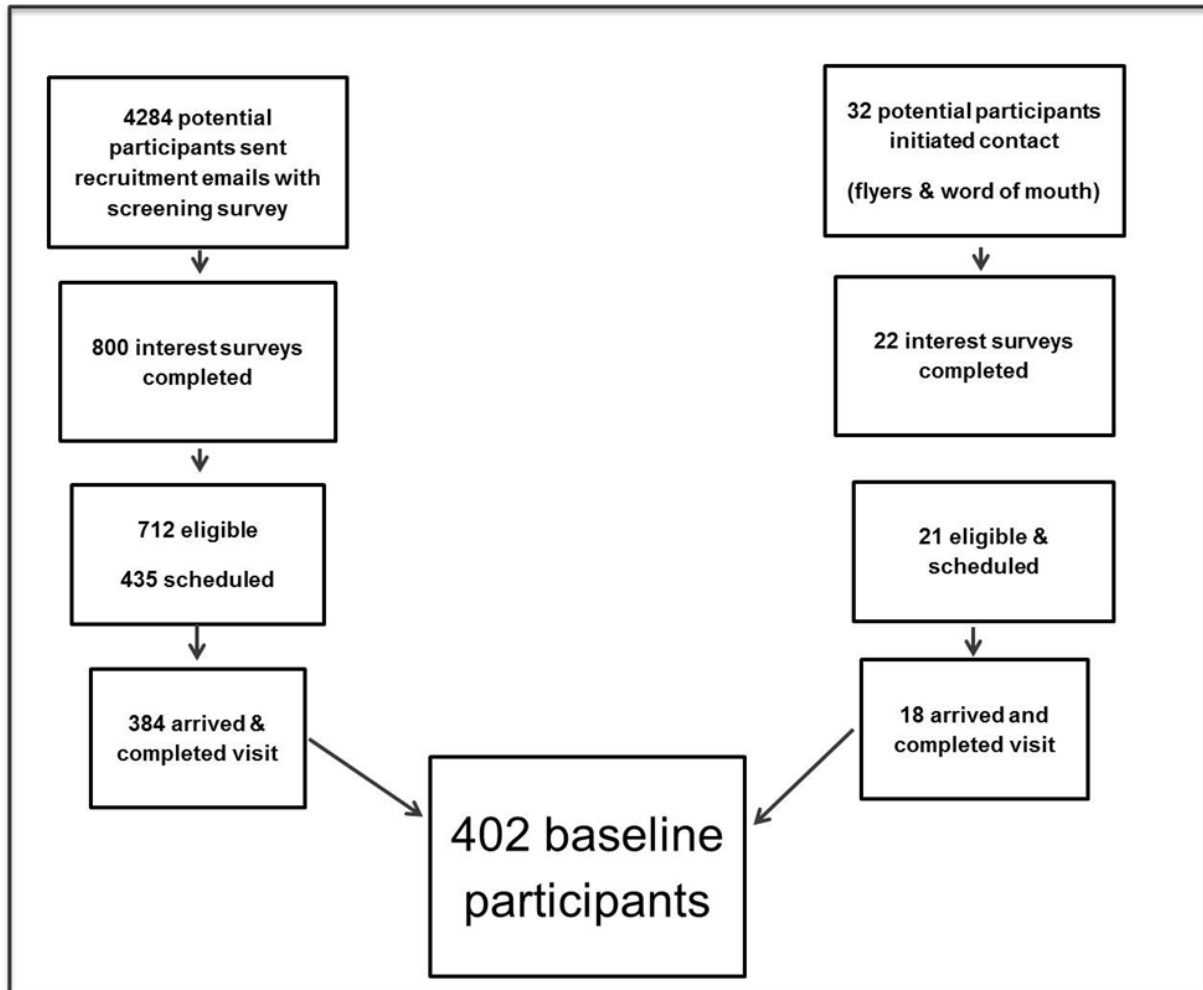 4284 potential
participants sent
recruitment emails with
screening survey
800 interest surveys
completed
712 eligible
435 scheduled
384 arrived &
completed visit
32 potential participants
initiated contact
(flyers & word of mouth)
22 interest surveys
completed
21 eligible &
scheduled
18 arrived and
completed visit
402 baseline
participants